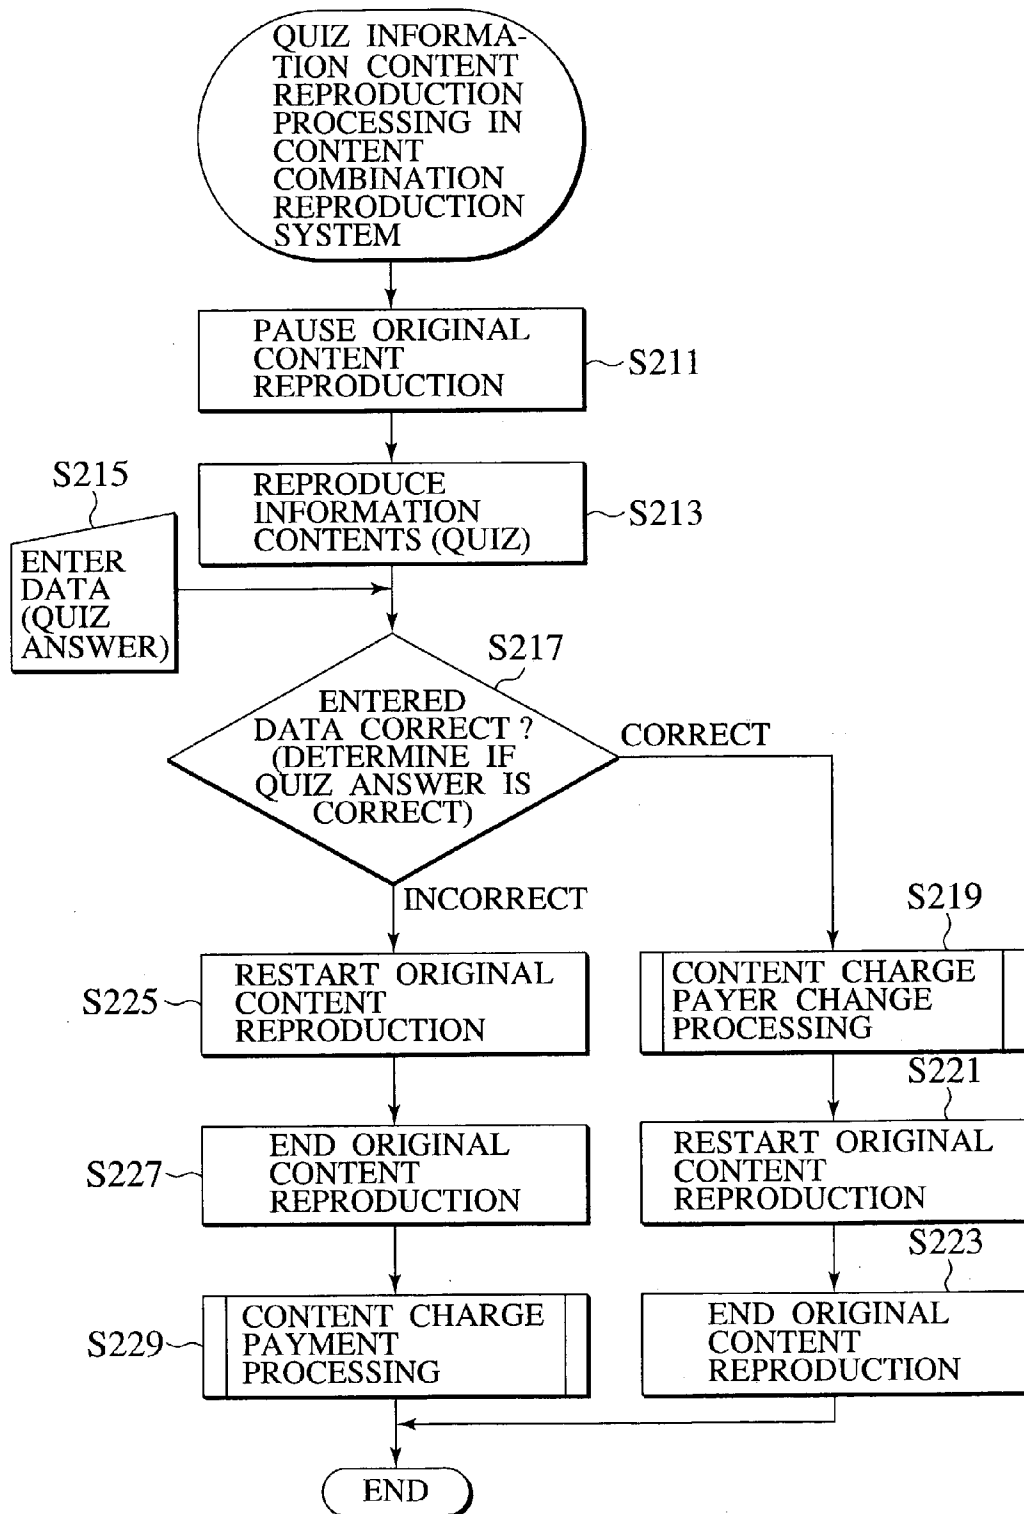 QUIZ INFORMA-
TION CONTENT
REPRODUCTION
PROCESSING IN
CONTENT
COMBINATION
REPRODUCTION
SYSTEM
PAUSE ORIGINAL
CONTENT
REPRODUCTION
S211
REPRODUCE
INFORMATION
CONTENTS (QUIZ)
S213
S215
ENTER
DATA
(QUIZ
ANSWER)
S217
ENTERED
DATA CORRECT ?
(DETERMINE IF
QUIZ ANSWER IS
CORRECT)
CORRECT
INCORRECT
S219
CONTENT CHARGE
PAYER CHANGE
PROCESSING
S225
RESTART ORIGINAL
CONTENT
REPRODUCTION
S221
RESTART ORIGINAL
CONTENT
REPRODUCTION
S227
END ORIGINAL
CONTENT
REPRODUCTION
S223
END ORIGINAL
CONTENT
REPRODUCTION
S229
CONTENT CHARGE
PAYMENT
PROCESSING
END